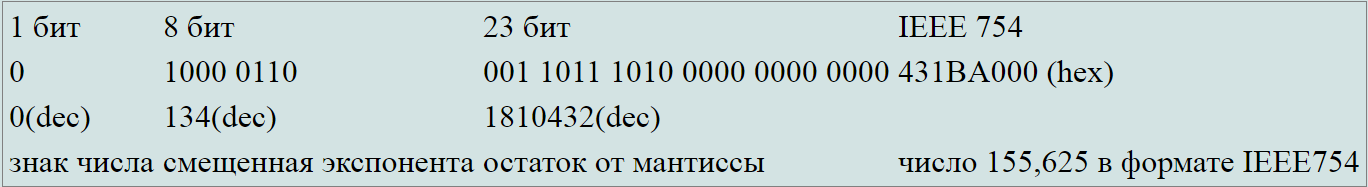 1 бит 8 бит 23 бит IEEE 754
0 1000 0110 001 1011 1010 0000 0000 0000 431BA000 (hex)
0(dec) 134(dec) 1810432(dec)
знак числа смещенная экспонента остаток от мантиссы число 155,625 в формате IEEE754